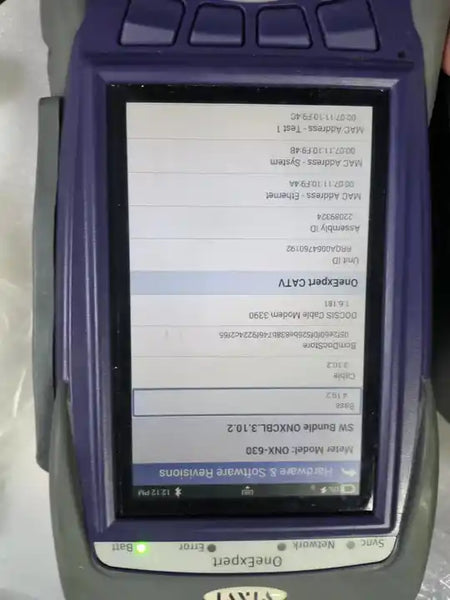 VIAVI
OneExpert
Sync
Network
Error
Batt
12:12 PM
Hardware & Software Revisions
Meter Model: ONX-630
SW Bundle ONXCBL.3.10.2
Base
4.10.2
Cable
3.10.2
BcmDocStore
DOCSIS Cable Modem 3390
1.6.181
OneExpert CATV
Unit ID
RRQA0064760192
Assembly ID
22089324
MAC Address - Ethernet
00:07:11:10:F9:4A
MAC Address - System
00:07:11:10:F9:4B
MAC Address - Test 1
00:07:11:10:F9:4C